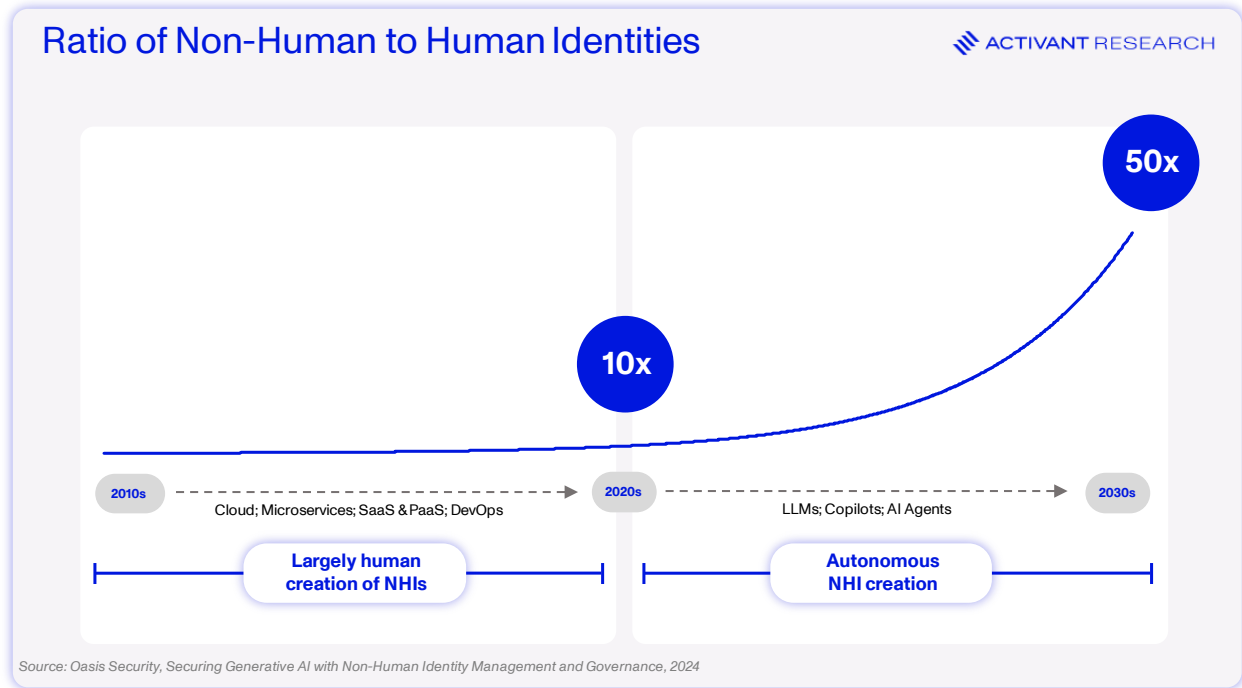 Ratio of Non-Human to Human Identities
ACTIVANT RESEARCH
50x
10x
2010s
2020s
2030s
Cloud; Microservices; SaaS & PaaS; DevOps
LLMs; Copilots; AI Agents
Largely human
creation of NHIs
Autonomous
NHI creation
Source: Oasis Security, Securing Generative AI with Non-Human Identity Management and Governance, 2024